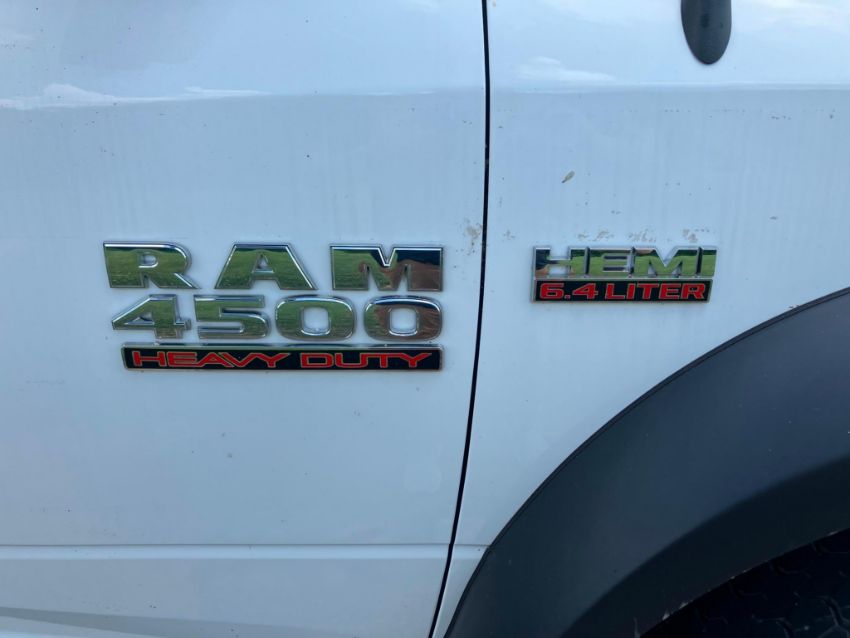 RAM
4500
HEAVY DUTY
HEMI
6.4 LITER